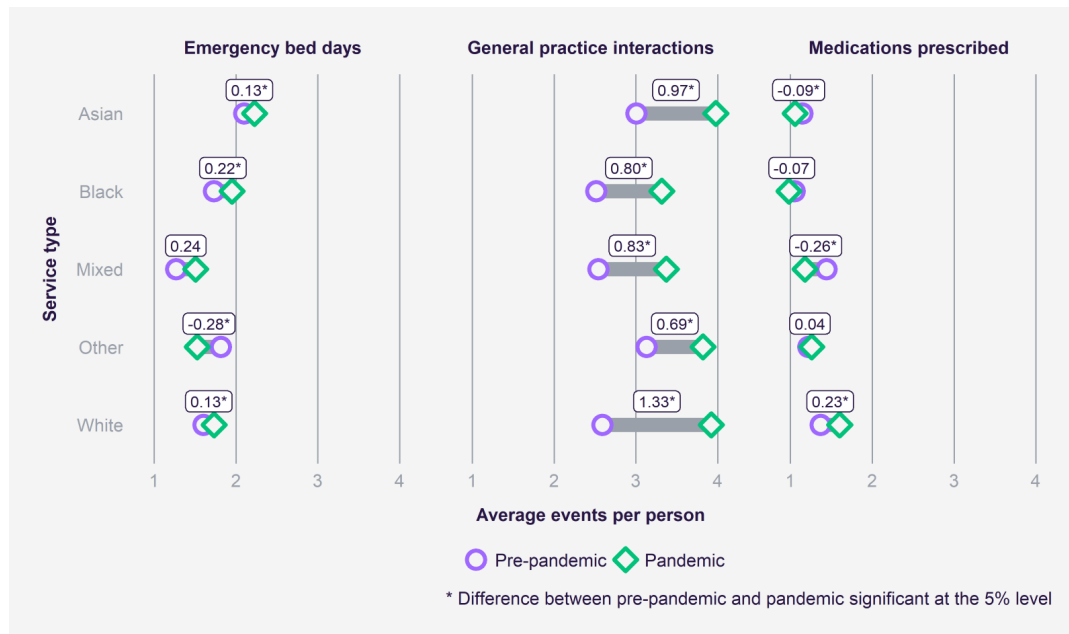 Emergency bed days General practice interactions Medications prescribed
Service type
Asian 0.13* 0.97* -0.09*
Black 0.22* 0.80* -0.07
Mixed 0.24 0.83* -0.26*
Other -0.28* 0.69* 0.04
White 0.13* 1.33* 0.23*
1 2 3 4 1 2 3 4 1 2 3 4
Average events per person
Pre-pandemic Pandemic
* Difference between pre-pandemic and pandemic significant at the 5% level